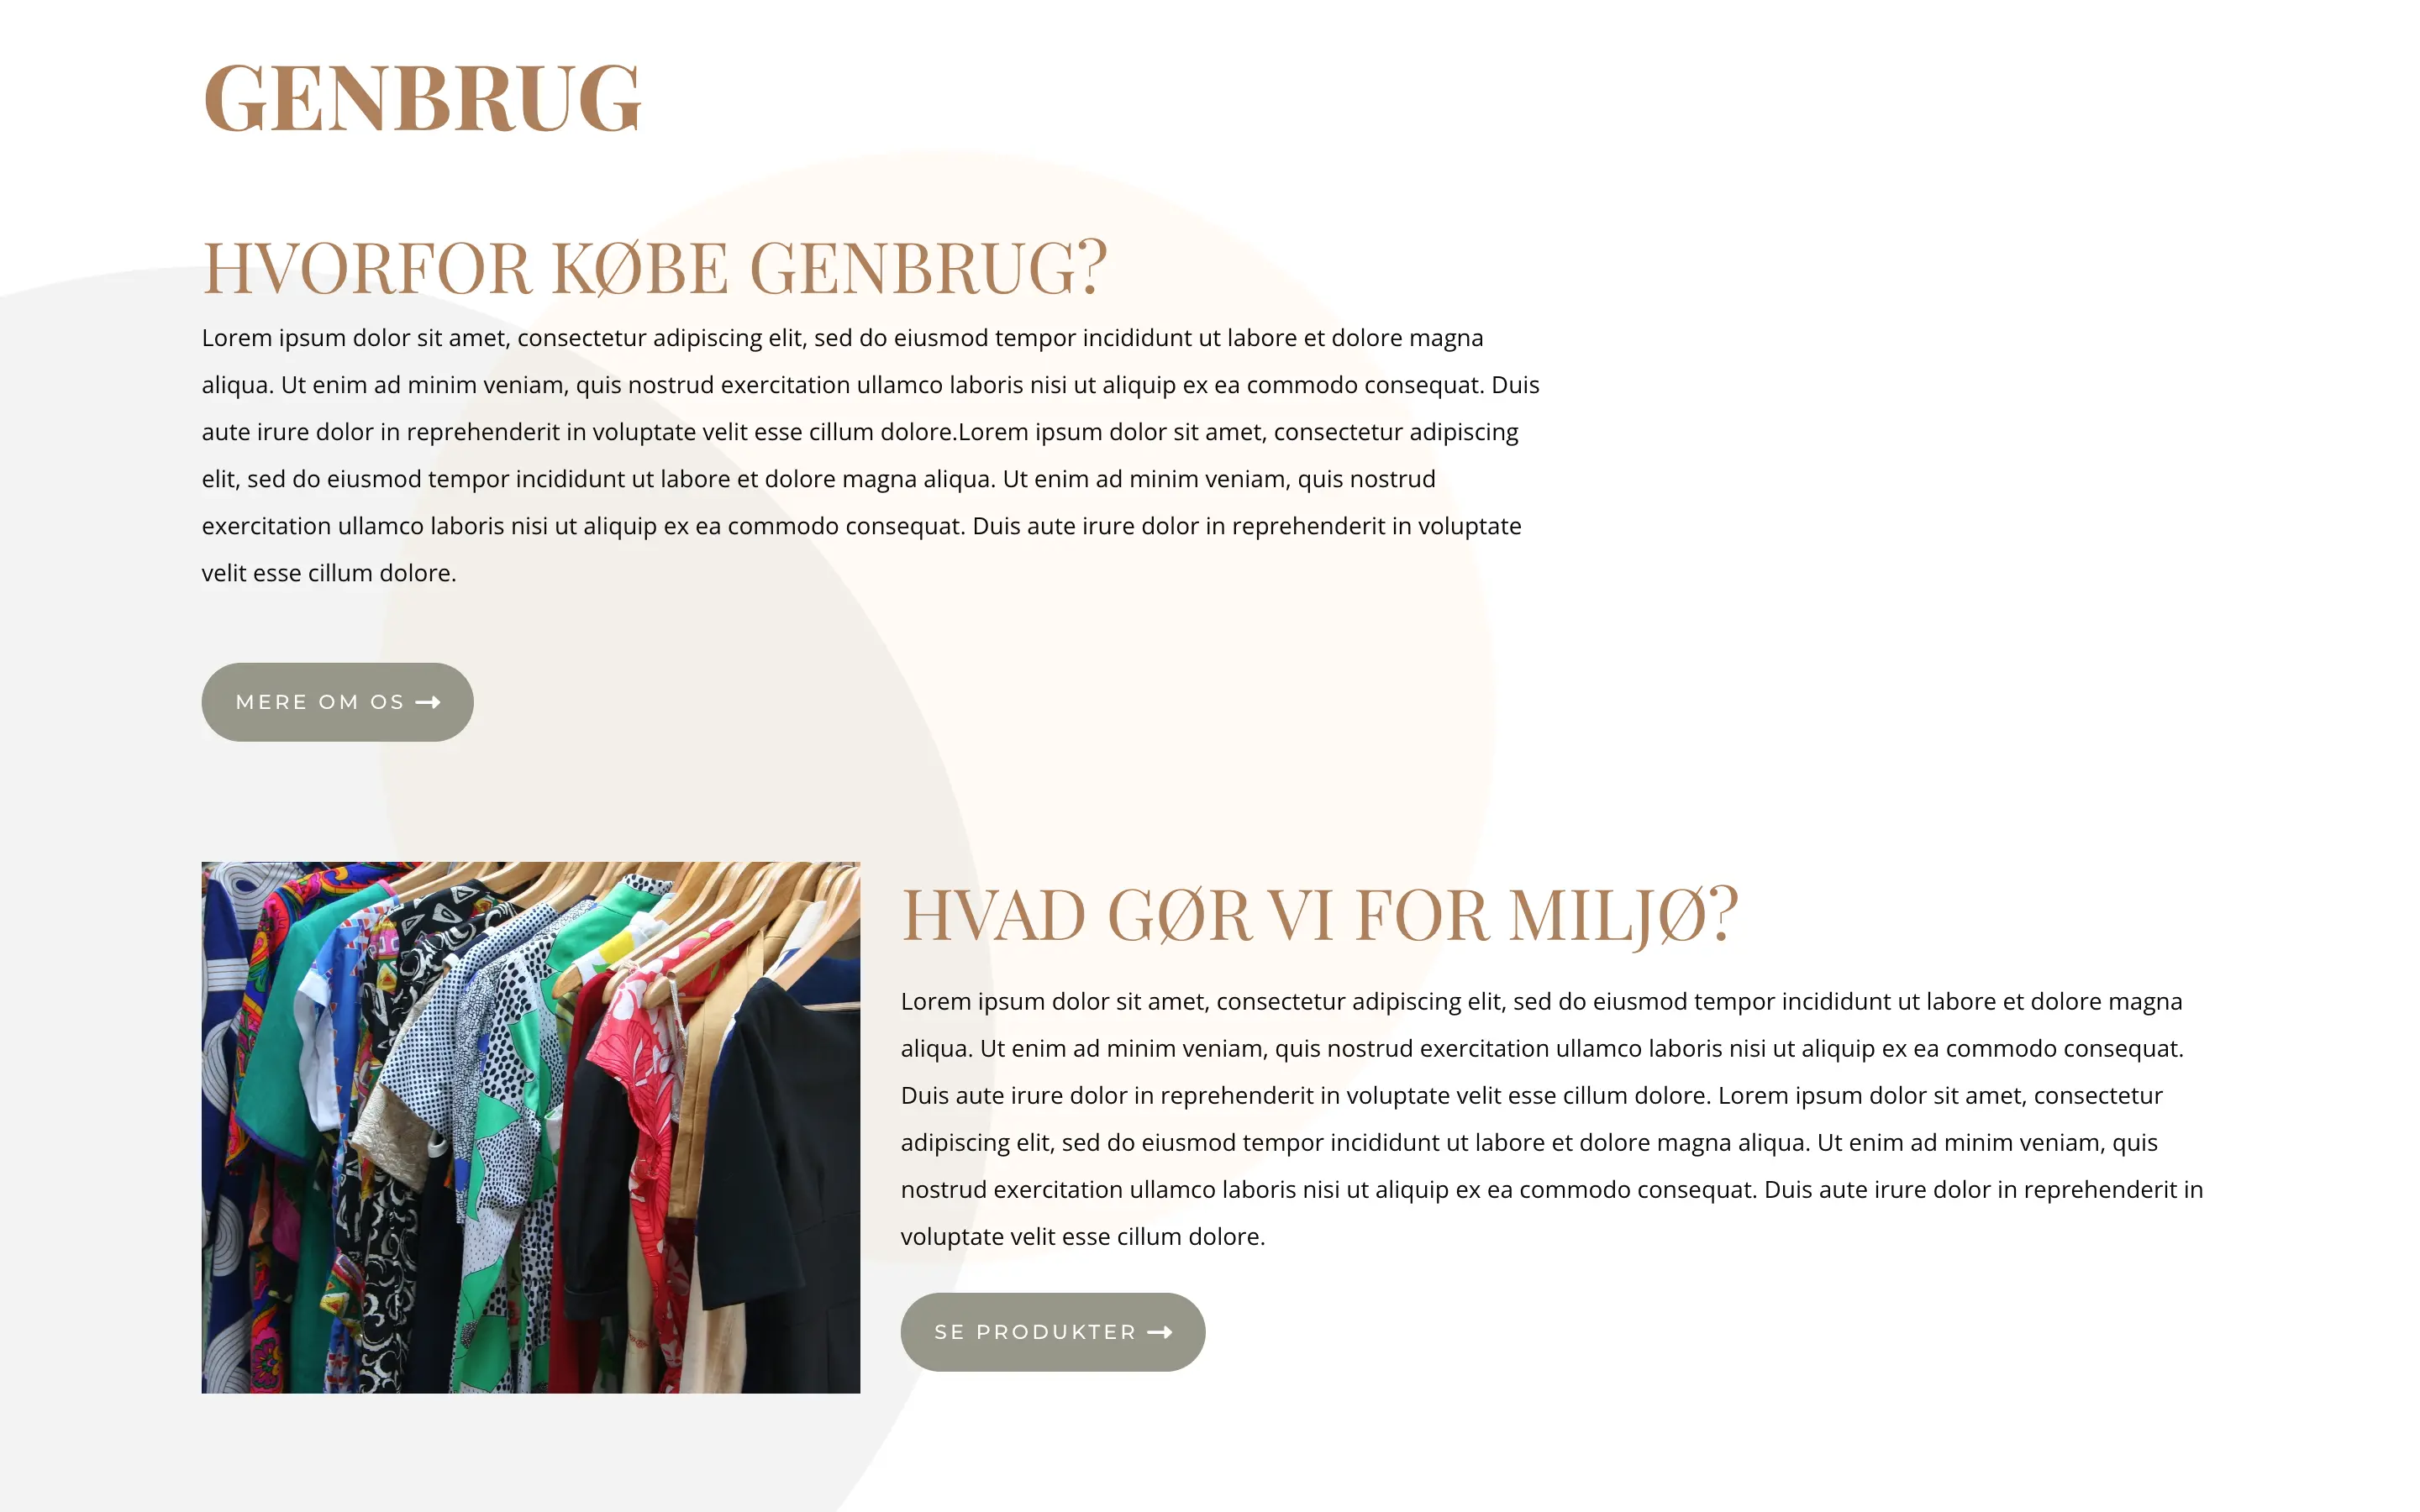 GENBRUG
HVORFOR KØBE GENBRUG?
Lorem ipsum dolor sit amet, consectetur adipiscing elit, sed do eiusmod tempor incididunt ut labore et dolore magna
aliqua. Ut enim ad minim veniam, quis nostrud exercitation ullamco laboris nisi ut aliquip ex ea commodo consequat. Duis
aute irure dolor in reprehenderit in voluptate velit esse cillum dolore.Lorem ipsum dolor sit amet, consectetur adipiscing
elit, sed do eiusmod tempor incididunt ut labore et dolore magna aliqua. Ut enim ad minim veniam, quis nostrud
exercitation ullamco laboris nisi ut aliquip ex ea commodo consequat. Duis aute irure dolor in reprehenderit in voluptate
velit esse cillum dolore.
MERE OM OS
HVAD GØR VI FOR MILJØ?
Lorem ipsum dolor sit amet, consectetur adipiscing elit, sed do eiusmod tempor incididunt ut labore et dolore magna
aliqua. Ut enim ad minim veniam, quis nostrud exercitation ullamco laboris nisi ut aliquip ex ea commodo consequat.
Duis aute irure dolor in reprehenderit in voluptate velit esse cillum dolore. Lorem ipsum dolor sit amet, consectetur
adipiscing elit, sed do eiusmod tempor incididunt ut labore et dolore magna aliqua. Ut enim ad minim veniam, quis
nostrud exercitation ullamco laboris nisi ut aliquip ex ea commodo consequat. Duis aute irure dolor in reprehenderit in
voluptate velit esse cillum dolore.
SE PRODUKTER